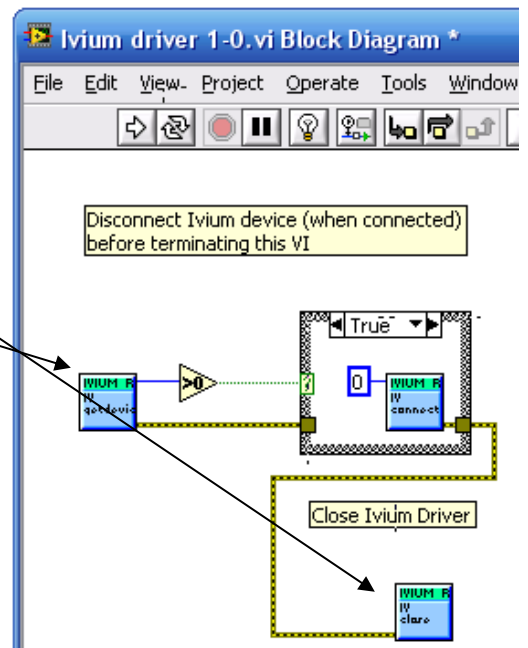 Ivium driver 1-0.vi Block Diagram *
File Edit View Project Operate Tools Window
Disconnect Ivium device (when connected)
before terminating this VI
True
IVIUM R
IV
getdevic
>0
?
0
IVIUM R
IV
connect
Close Ivium Driver
IVIUM R
IV
close